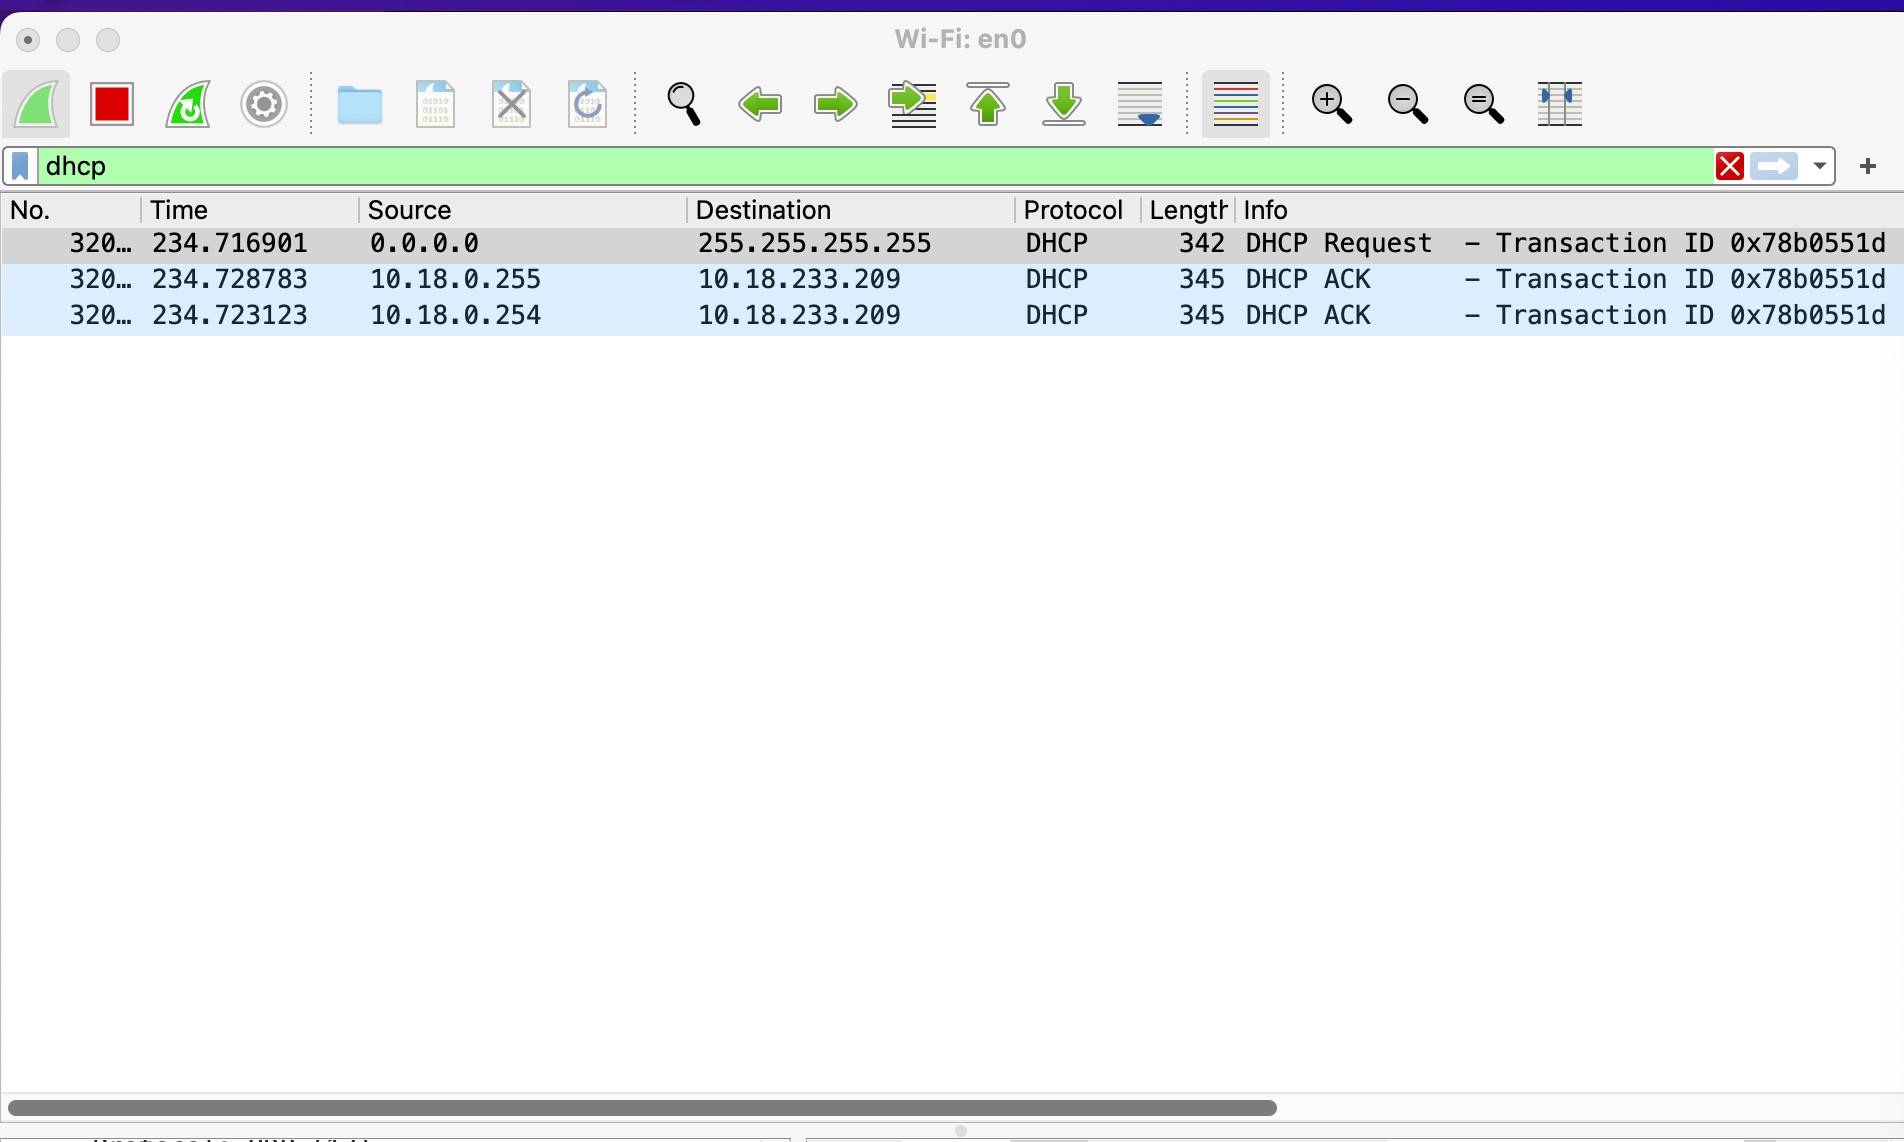 Wi-Fi: en0
dhcp
No. Time Source Destination Protocol Length Info
320… 234.716901 0.0.0.0 255.255.255.255 DHCP 342 DHCP Request – Transaction ID 0x78b0551d
320… 234.728783 10.18.0.255 10.18.233.209 DHCP 345 DHCP ACK – Transaction ID 0x78b0551d
320… 234.723123 10.18.0.254 10.18.233.209 DHCP 345 DHCP ACK – Transaction ID 0x78b0551d